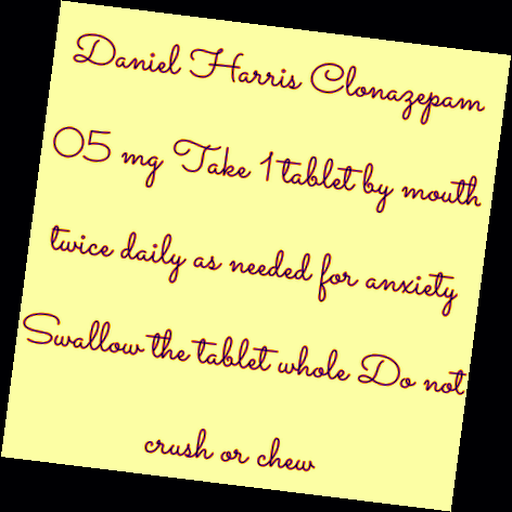 Daniel Harris Clonazepam
05 mg Take 1 tablet by mouth
twice daily as needed for anxiety
Swallow the tablet whole Do not
crush or chew